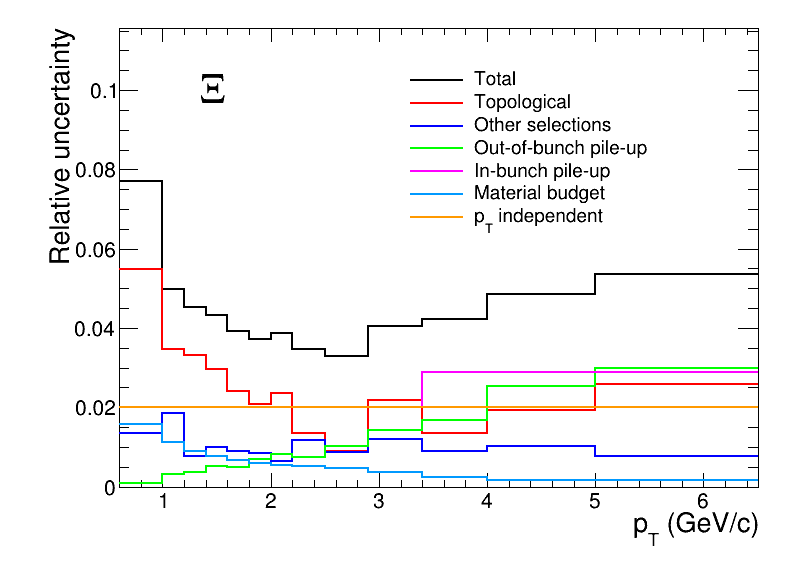 Relative uncertainty
Ξ
Total
Topological
Other selections
Out-of-bunch pile-up
In-bunch pile-up
Material budget
p_T independent
0.1
0.08
0.06
0.04
0.02
0
1 2 3 4 5 6
p_T (GeV/c)